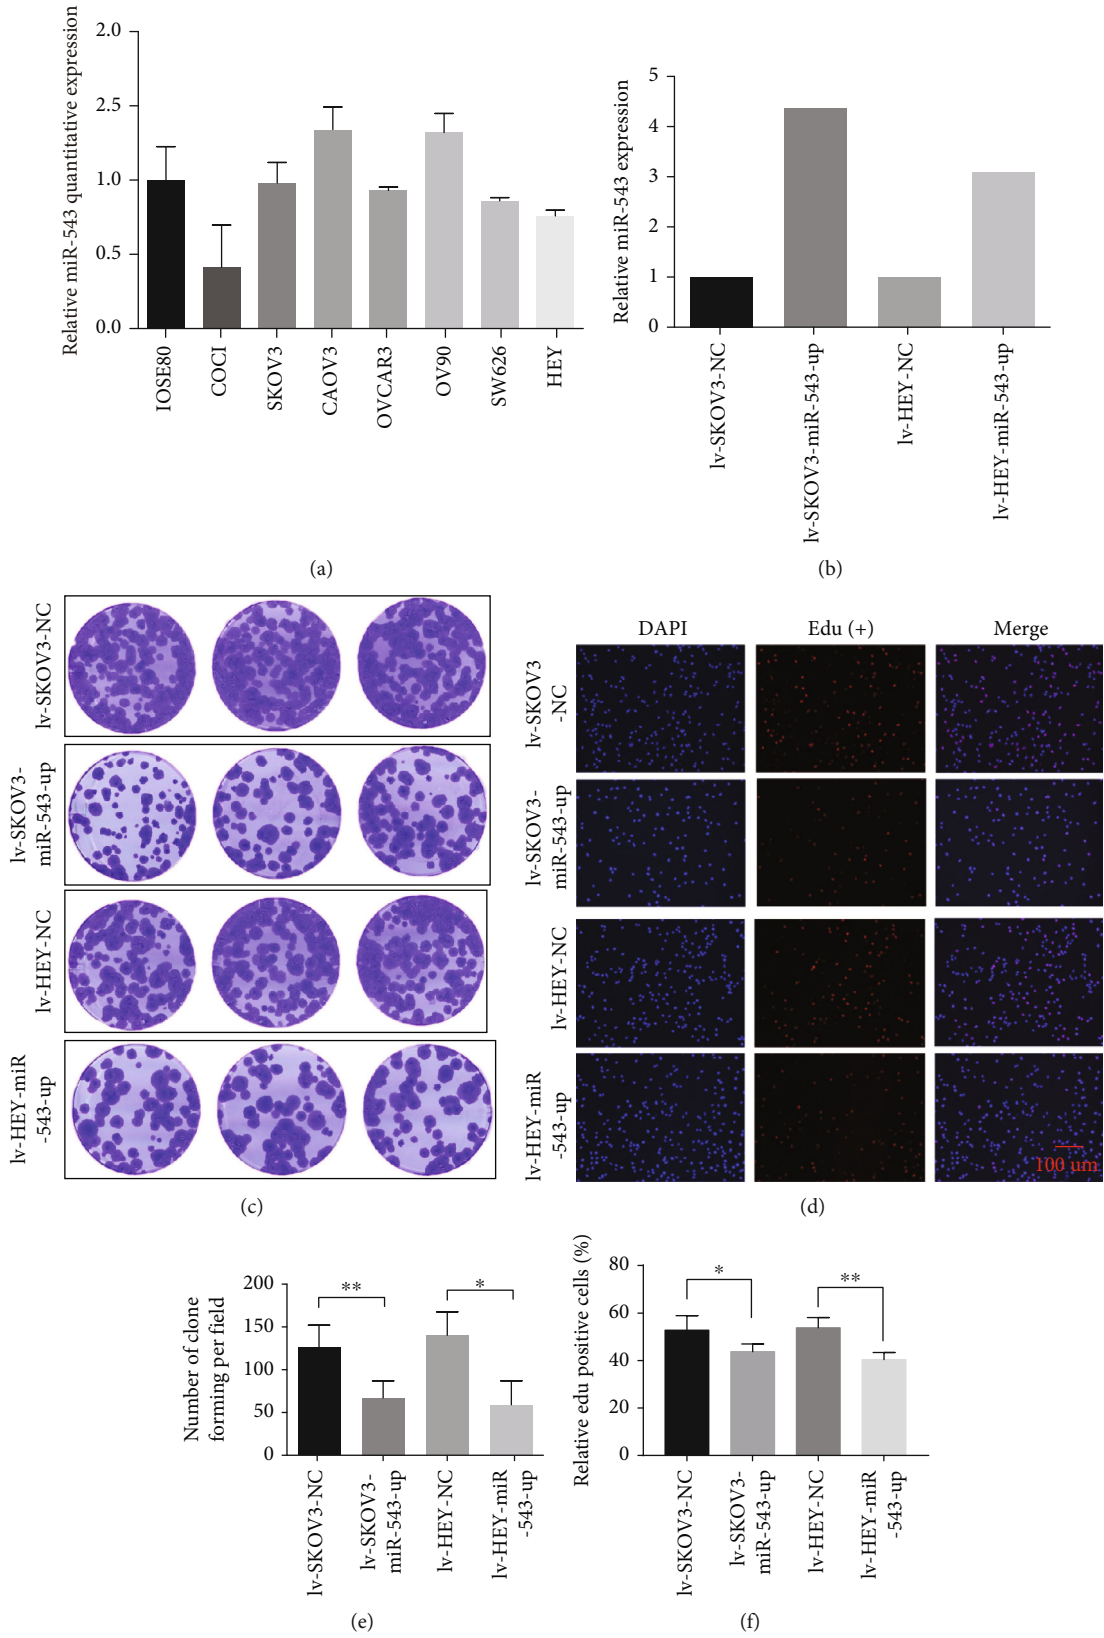 Relative miR-543 quantitative expression
2.0
2.5
1.0
0.5
0.0
IOSE80
COCI
SKOV3
CAOV3
OVCAR3
OV90
SW626
HEY
(a)
Relative miR-543 expression
5
4
3
2
1
0
lv-SKOV3-NC
lv-SKOV3-miR-543-up
lv-HEY-NC
lv-HEY-miR-543-up
(b)
lv-SKOV3-NC
lv-SKOV3-
miR-543-up
lv-HEY-NC
lv-HEY-miR
-543-up
(c)
DAPI
Edu (+)
Merge
lv-SKOV3
-NC
lv-SKOV3-
miR-543-up
lv-HEY-NC
lv-HEY-miR
-543-up
100 um
(d)
Number of clone
forming per field
200
150
100
50
0
**
*
lv-SKOV3-NC
lv-SKOV3-
miR-543-up
lv-HEY-NC
lv-HEY-miR
-543-up
(e)
Relative edu positive cells (%)
80
60
40
20
0
*
**
lv-SKOV3-NC
lv-SKOV3-
miR-543-up
lv-HEY-NC
lv-HEY-miR
-543-up
(f)